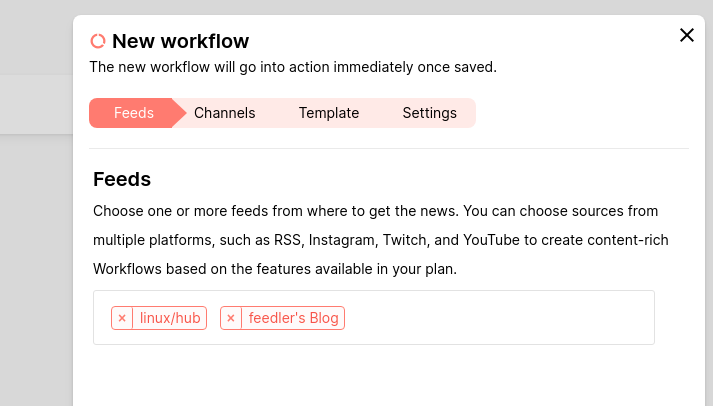 New workflow
The new workflow will go into action immediately once saved.
Feeds Channels Template Settings
Feeds
Choose one or more feeds from where to get the news. You can choose sources from
multiple platforms, such as RSS, Instagram, Twitch, and YouTube to create content-rich
Workflows based on the features available in your plan.
× linux/hub × feedler's Blog